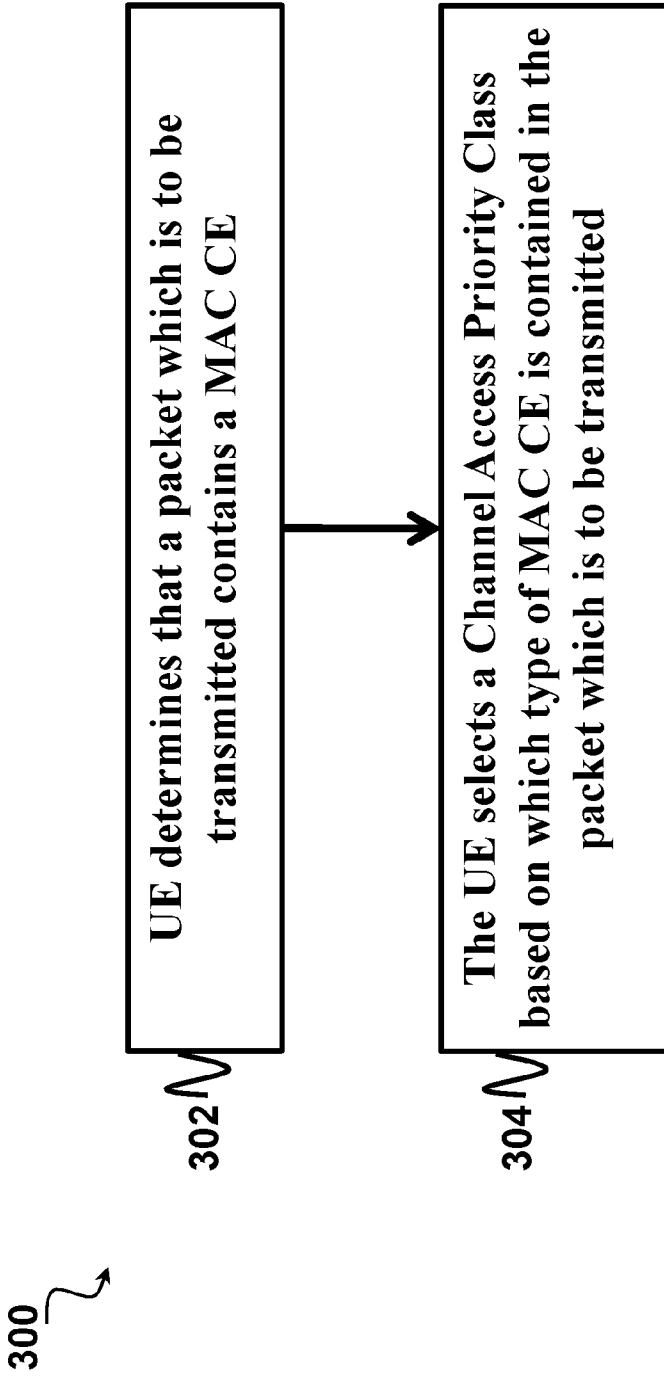 300
302
UE determines that a packet which is to be
transmitted contains a MAC CE
304
The UE selects a Channel Access Priority Class
based on which type of MAC CE is contained in the
packet which is to be transmitted